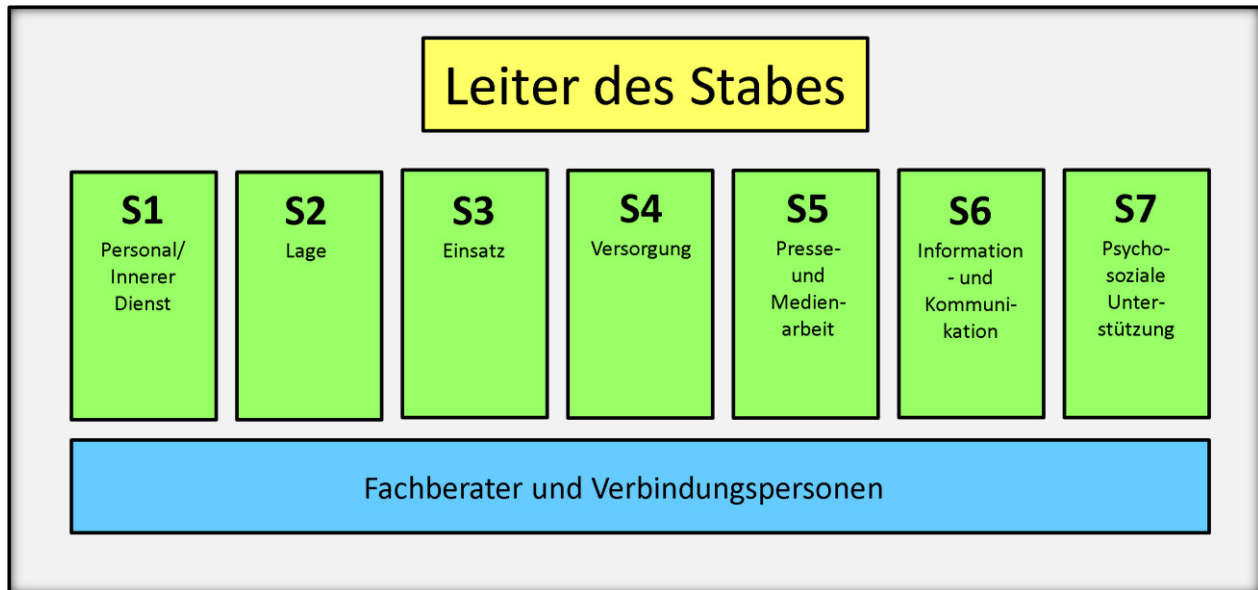 Leiter des Stabes
S1
Personal/
Innerer
Dienst
S2
Lage
S3
Einsatz
S4
Versorgung
S5
Presse-
und
Medien-
arbeit
S6
Information
- und
Kommuni-
kation
S7
Psycho-
soziale
Unter-
stützung
Fachberater und Verbindungspersonen